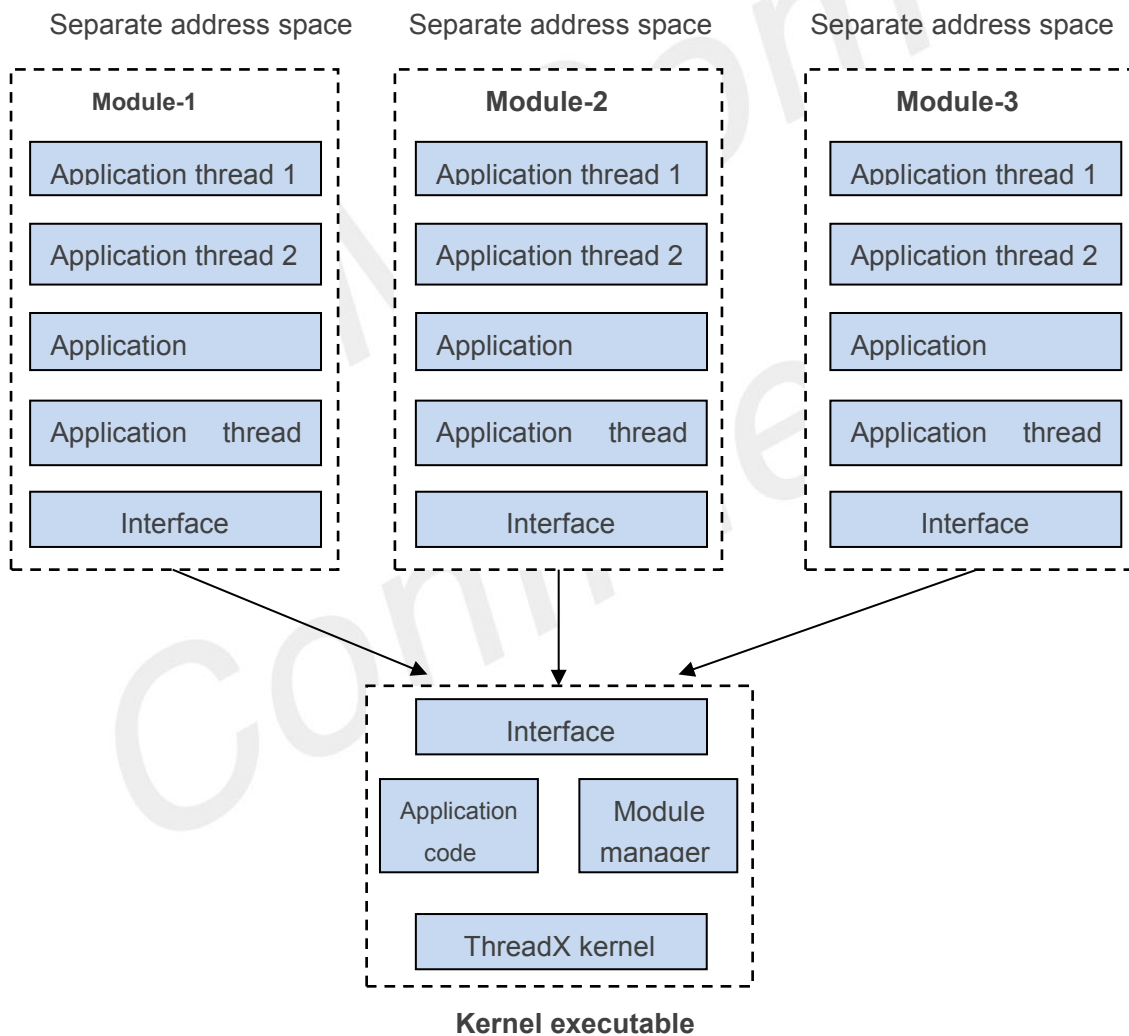 Separate address space Separate address space Separate address space
Module-1 Module-2 Module-3
Application thread 1 Application thread 1 Application thread 1
Application thread 2 Application thread 2 Application thread 2
Application Application Application
Application thread Application thread Application thread
Interface Interface Interface
Interface
Application
code
Module
manager
ThreadX kernel
Kernel executable